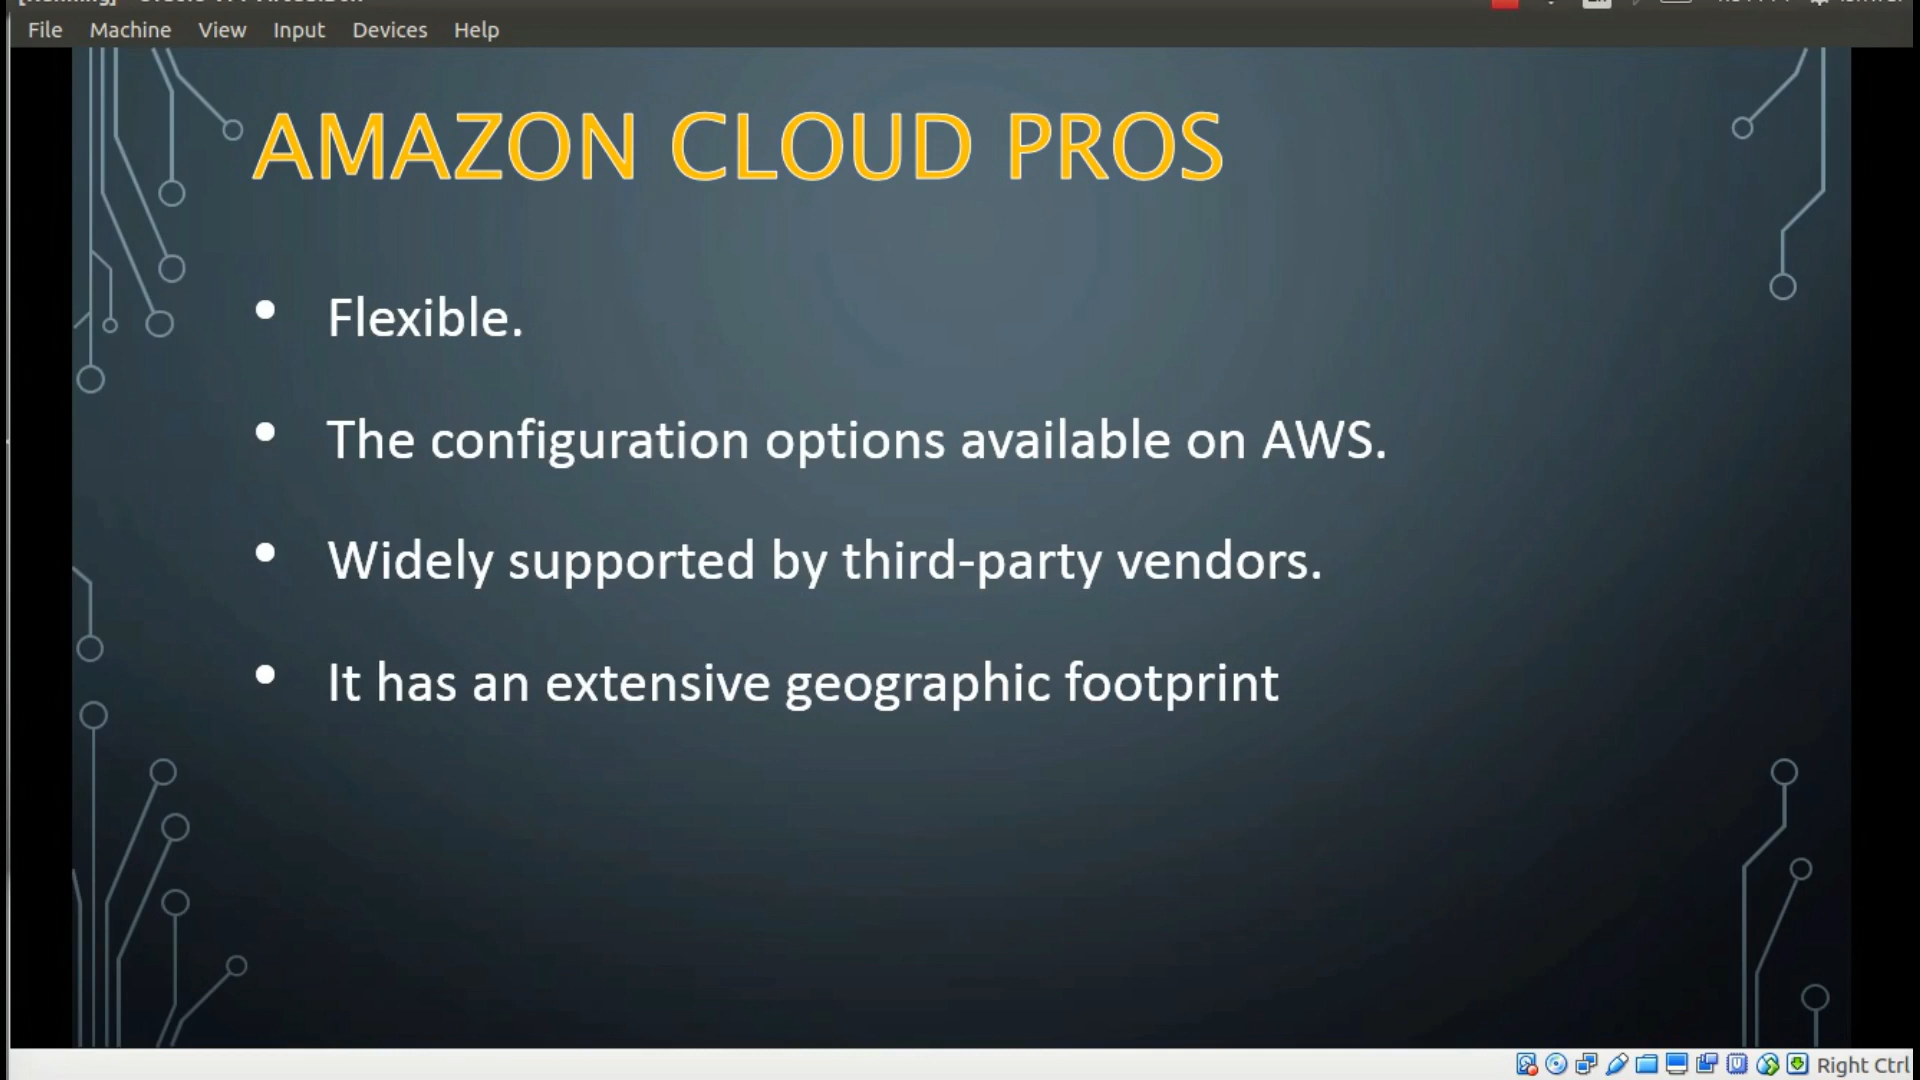 File Machine View Input Devices Help
AMAZON CLOUD PROS
• Flexible.
• The configuration options available on AWS.
• Widely supported by third-party vendors.
• It has an extensive geographic footprint
Right Ctrl